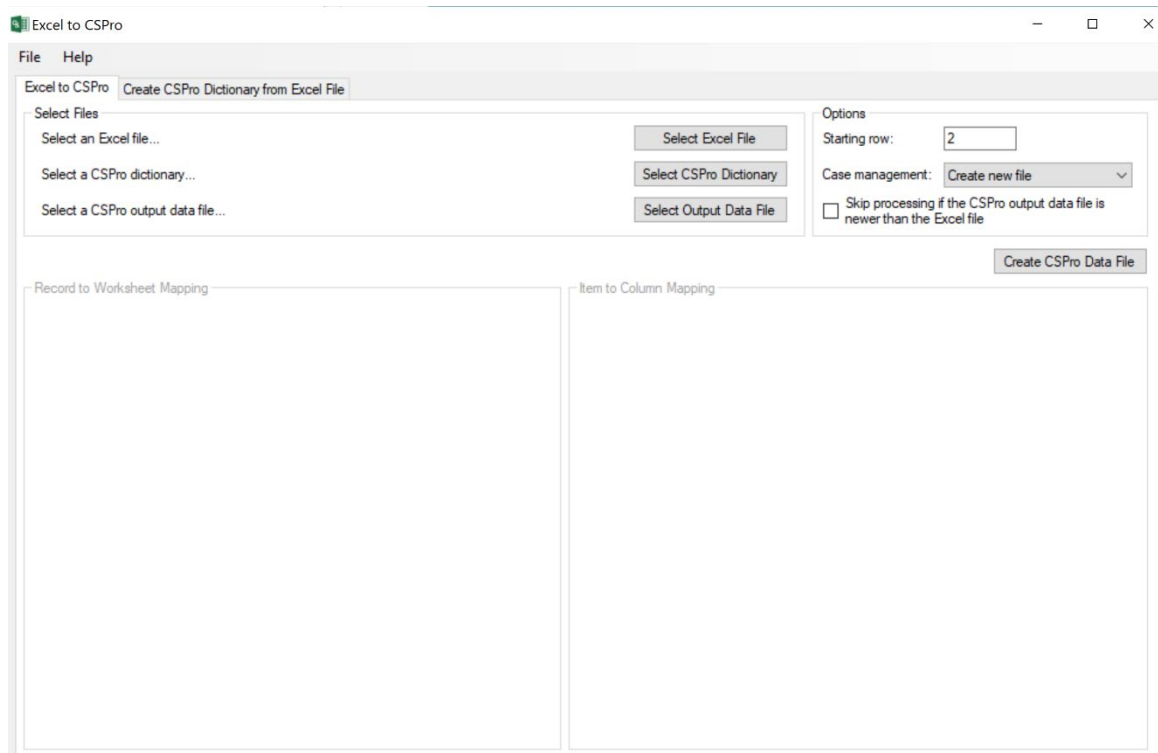 Excel to CSPro
File Help
Excel to CSPro Create CSPro Dictionary from Excel File
Select Files
Select an Excel file... Select Excel File
Select a CSPro dictionary... Select CSPro Dictionary
Select a CSPro output data file... Select Output Data File
Options
Starting row: 2
Case management: Create new file
Skip processing if the CSPro output data file is
newer than the Excel file
Create CSPro Data File
Record to Worksheet Mapping
Item to Column Mapping